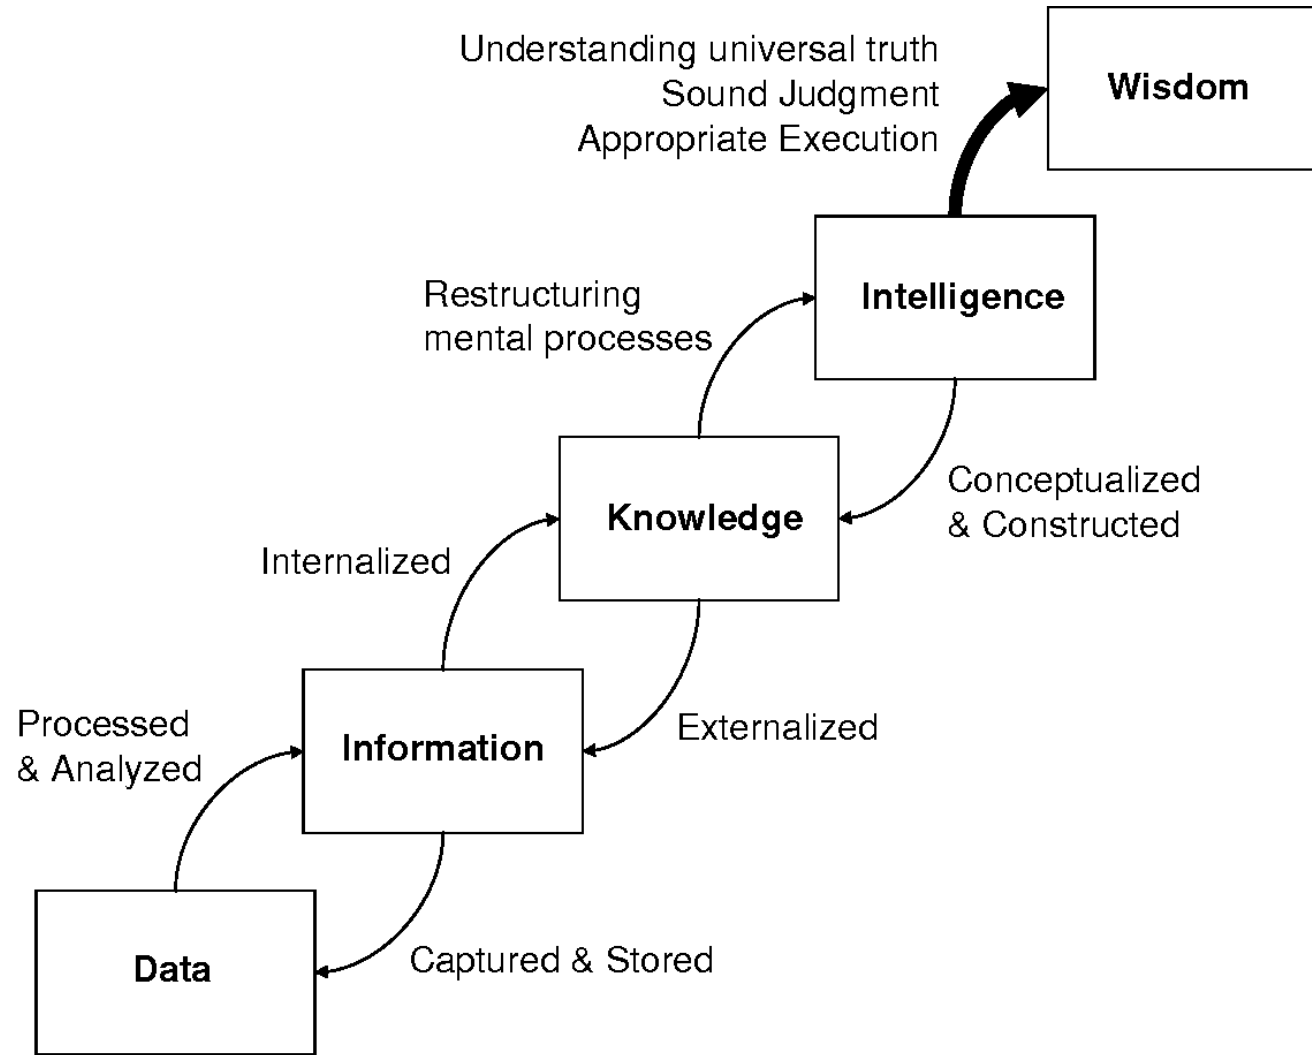 Understanding universal truth
Sound Judgment
Appropriate Execution
Wisdom
Restructuring
mental processes
Intelligence
Conceptualized
& Constructed
Knowledge
Internalized
Externalized
Processed
& Analyzed
Information
Captured & Stored
Data